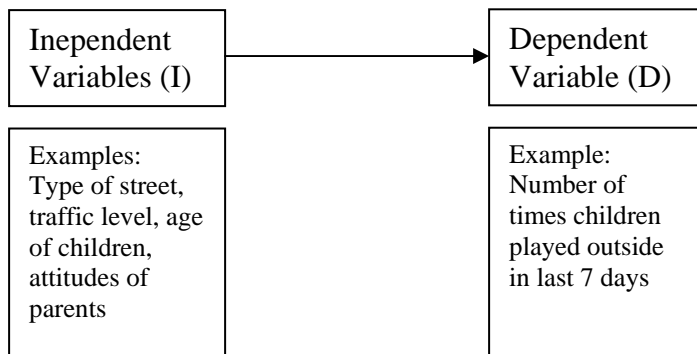 Inependent
Variables (I)
Dependent
Variable (D)
Examples:
Type of street,
traffic level, age
of children,
attitudes of
parents
Example:
Number of
times children
played outside
in last 7 days